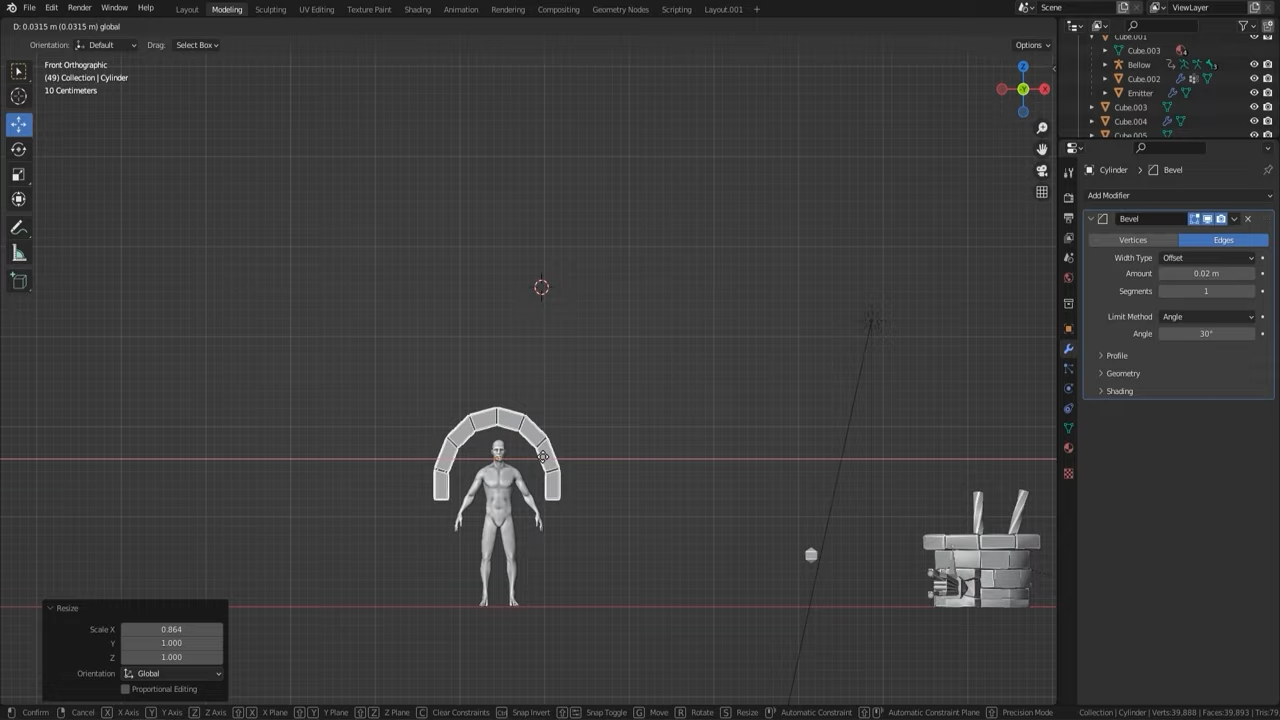 File Edit Render Window Help Layout Modeling Sculpting UV Editing Texture Paint Shading Animation Rendering Compositing Geometry Nodes Scripting Layout.001 + Scene ViewLayer
D: 0.0315 m (0.0315 m) global
Orientation: Default Drag: Select Box Options
Front Orthographic
(49) Collection | Cylinder
10 Centimeters
Z
Y
X
Cube.001
Cube.003
Bellow
Cube.002
Emitter
Cube.003
Cube.004
Cube.005
Cylinder > Bevel
Add Modifier
Bevel
Vertices Edges
Width Type Offset
Amount 0.02 m
Segments 1
Limit Method Angle
Angle 30°
Profile
Geometry
Shading
Resize
Scale X 0.864
Y 1.000
Z 1.000
Orientation Global
Proportional Editing
Confirm Cancel X X Axis Y Y Axis Z Z Axis X X Plane Y Y Plane Z Z Plane C Clear Constraints Snap Invert Snap Toggle G Move R Rotate S Resize Automatic Constraint Automatic Constraint Plane Precision Mode Collection | Cylinder | Verts:39,888 | Faces:39,893 | Tris:79